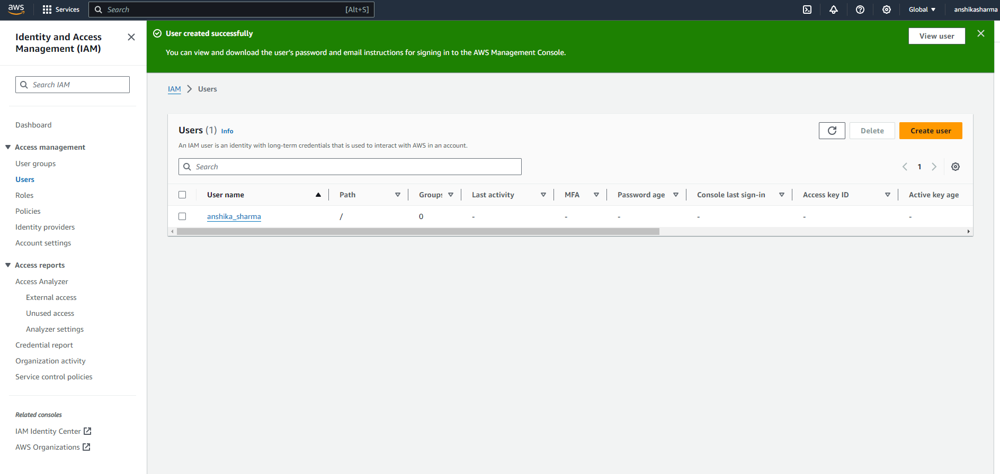 aws
Services
Search [Alt+S]
Global
anshikasharma
Identity and Access
Management (IAM)
Search IAM
Dashboard
Access management
User groups
Users
Roles
Policies
Identity providers
Account settings
Access reports
Access Analyzer
External access
Unused access
Analyzer settings
Credential report
Organization activity
Service control policies
Related consoles
IAM Identity Center
AWS Organizations
User created successfully
You can view and download the user's password and email instructions for signing in to the AWS Management Console.
View user
IAM > Users
Users (1) Info
Delete
Create user
An IAM user is an identity with long-term credentials that is used to interact with AWS in an account.
Search
1
User name Path Groups Last activity MFA Password age Console last sign-in Access key ID Active key age
anshika_sharma / 0 - - - - - -